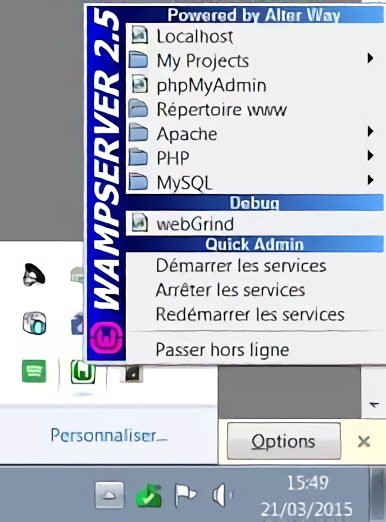 WAMPSERVER 2.5
Powered by Alter Way
Localhost
My Projects
phpMyAdmin
Répertoire www
Apache
PHP
MySQL
Debug
webGrind
Quick Admin
Démarrer les services
Arrêter les services
Redémarrer les services
Passer hors ligne
Personnaliser...
Options
15:49
21/03/2015